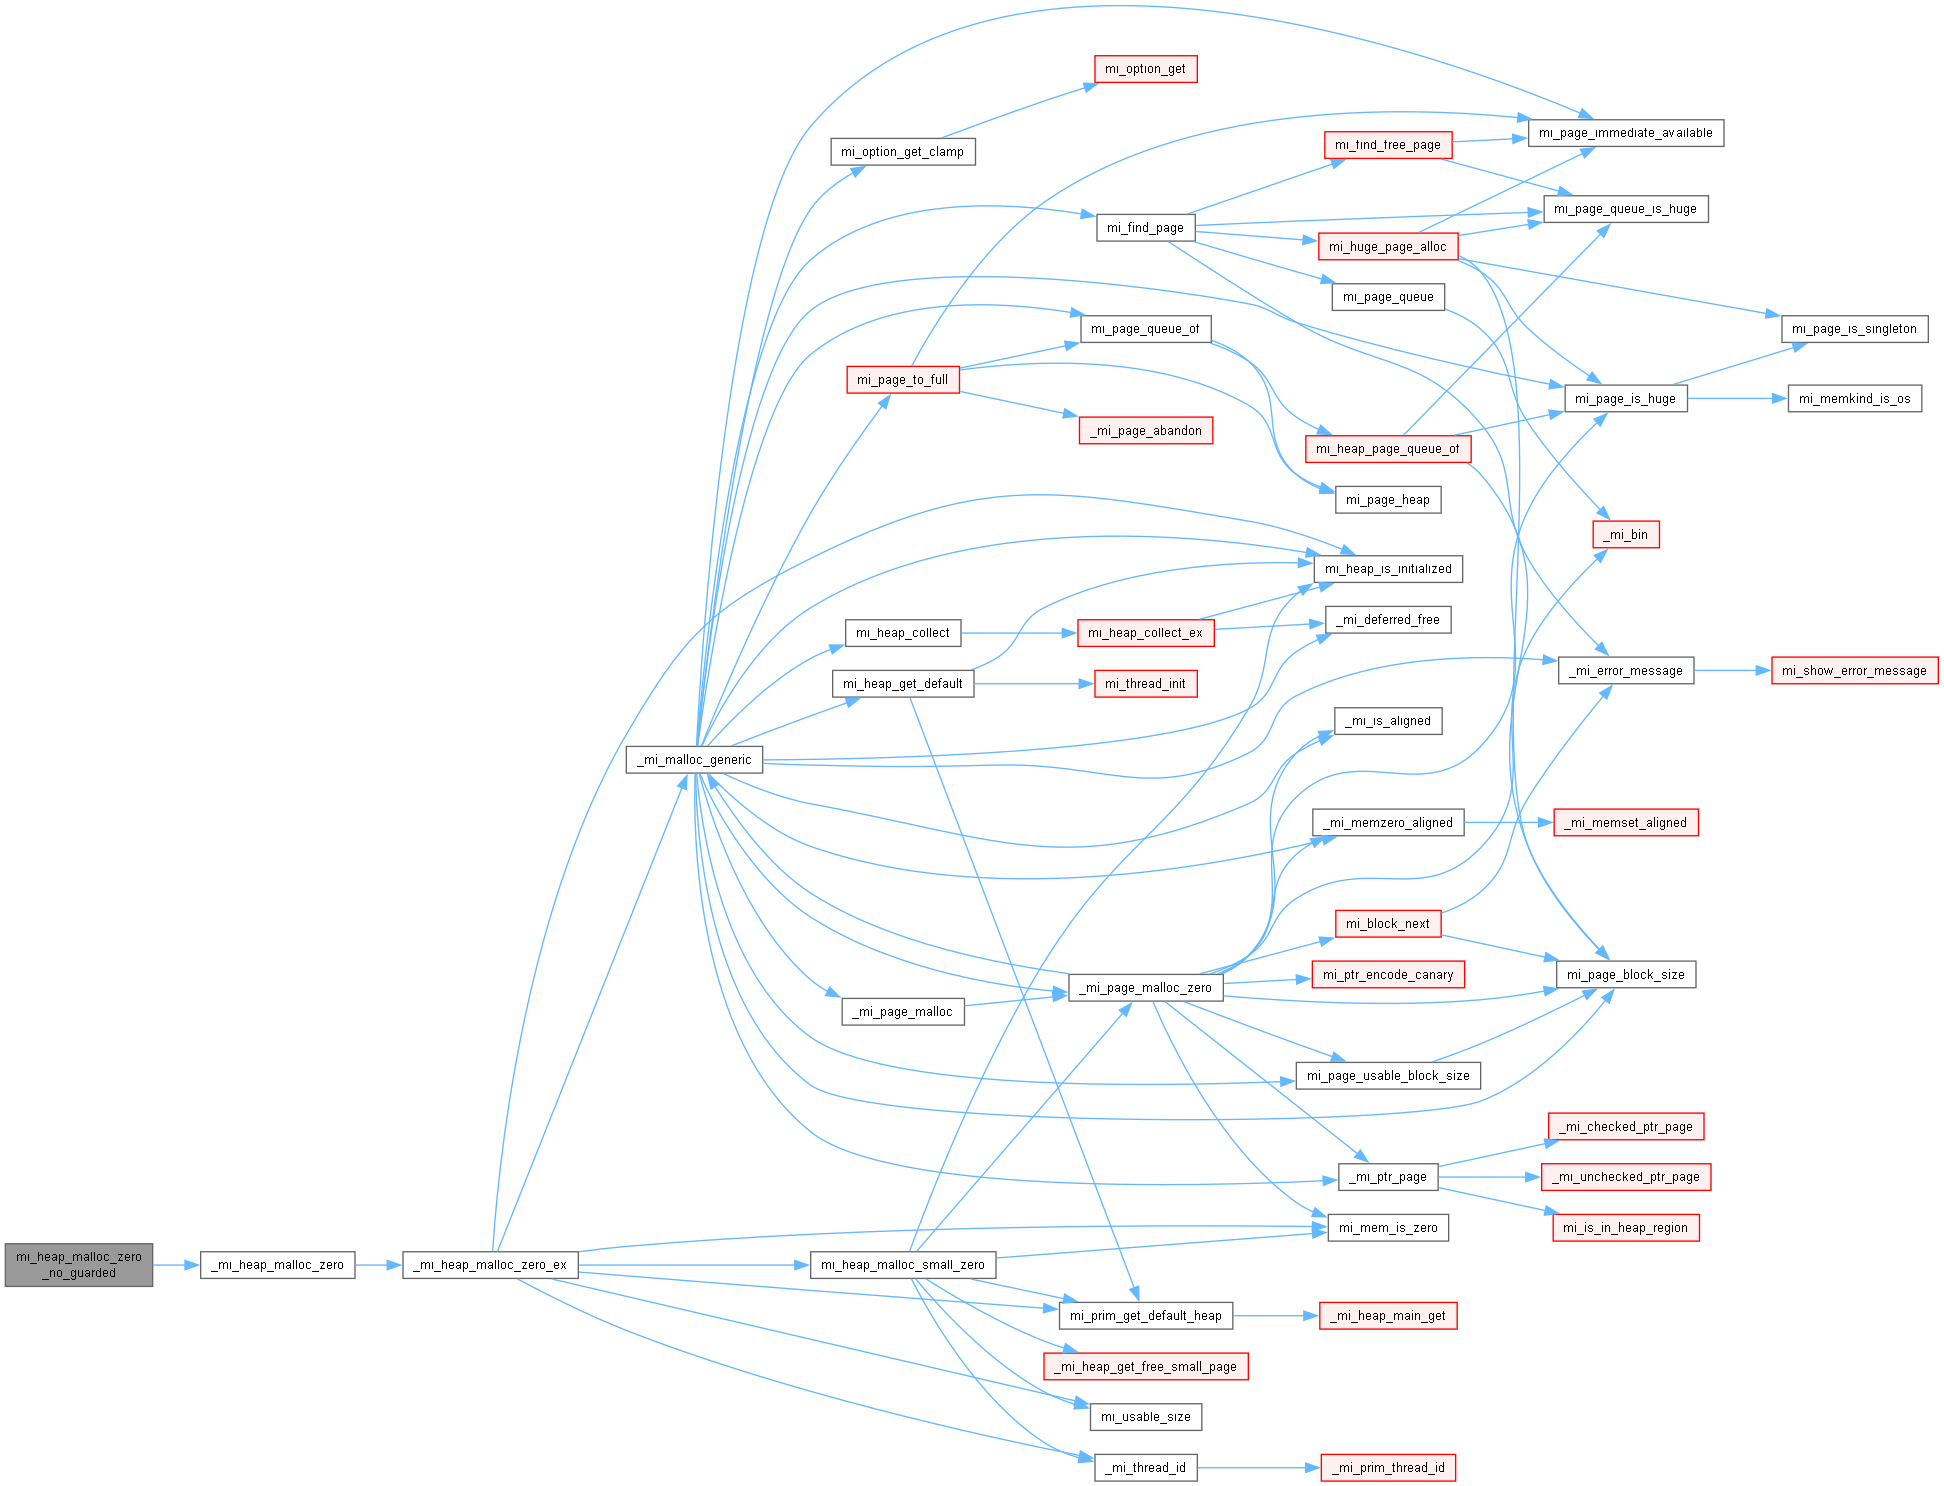 mi_option_get
mi_page_immediate_available
mi_find_free_page
mi_option_get_clamp
mi_page_queue_is_huge
mi_find_page
mi_huge_page_alloc
mi_page_queue
mi_page_queue_of
mi_page_is_singleton
mi_page_to_full
mi_page_is_huge
mi_memkind_is_os
_mi_page_abandon
mi_heap_page_queue_of
mi_page_heap
_mi_bin
mi_heap_is_initialized
_mi_deferred_free
mi_heap_collect
mi_heap_collect_ex
_mi_error_message
mi_show_error_message
mi_heap_get_default
mi_thread_init
_mi_is_aligned
_mi_malloc_generic
_mi_memzero_aligned
_mi_memset_aligned
mi_block_next
mi_ptr_encode_canary
mi_page_block_size
_mi_page_malloc_zero
_mi_page_malloc
mi_page_usable_block_size
_mi_checked_ptr_page
_mi_ptr_page
_mi_unchecked_ptr_page
mi_mem_is_zero
mi_is_in_heap_region
mi_heap_malloc_zero
_no_guarded
_mi_heap_malloc_zero
_mi_heap_malloc_zero_ex
mi_heap_malloc_small_zero
mi_prim_get_default_heap
_mi_heap_main_get
_mi_heap_get_free_small_page
mi_usable_size
_mi_thread_id
_mi_prim_thread_id